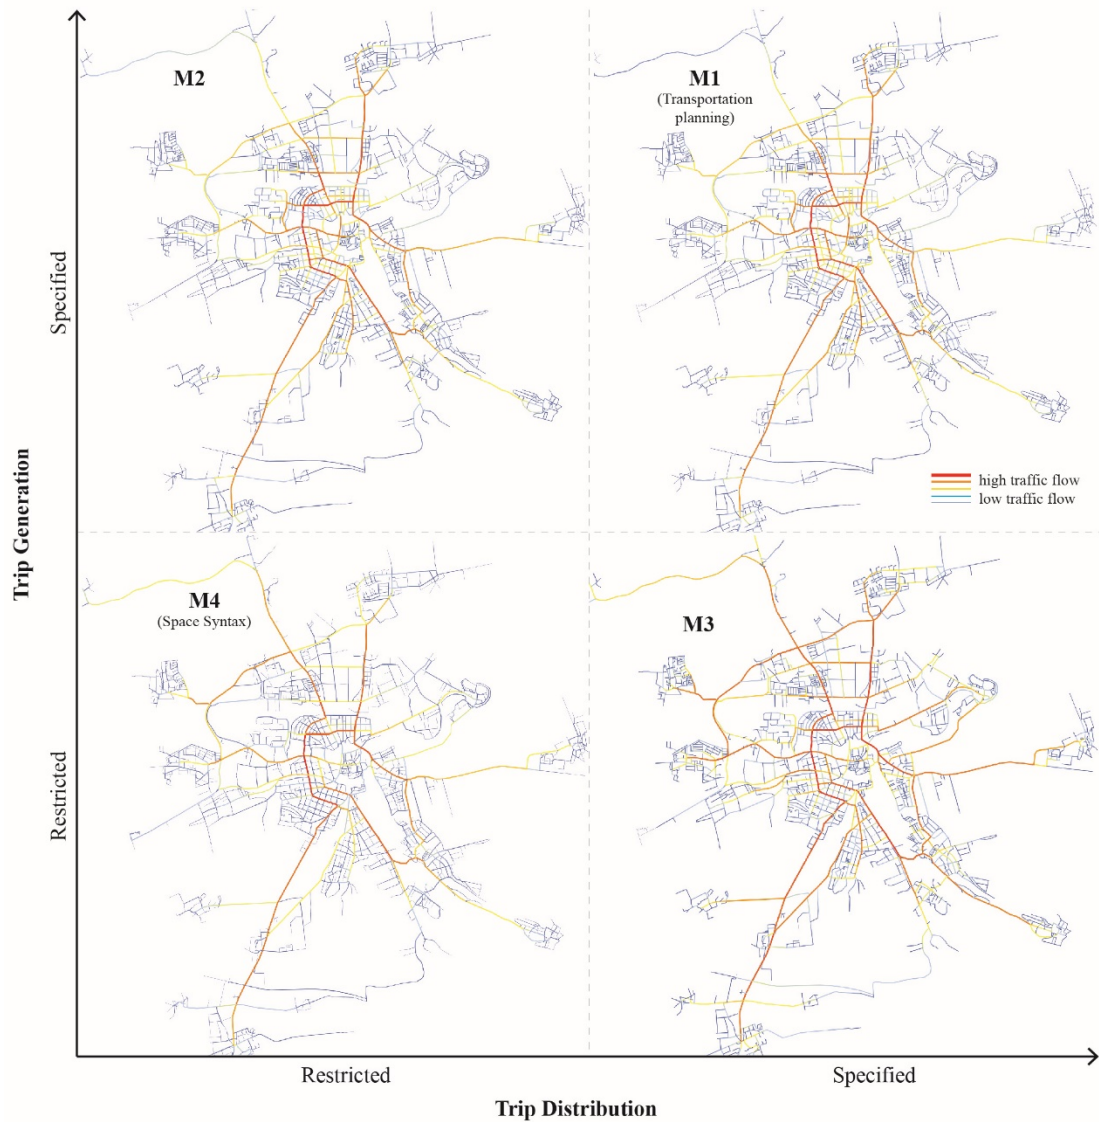 M2
M1
(Transportation
planning)
Specified
high traffic flow
low traffic flow
Trip Generation
M4
(Space Syntax)
M3
Restricted
Restricted
Specified
Trip Distribution